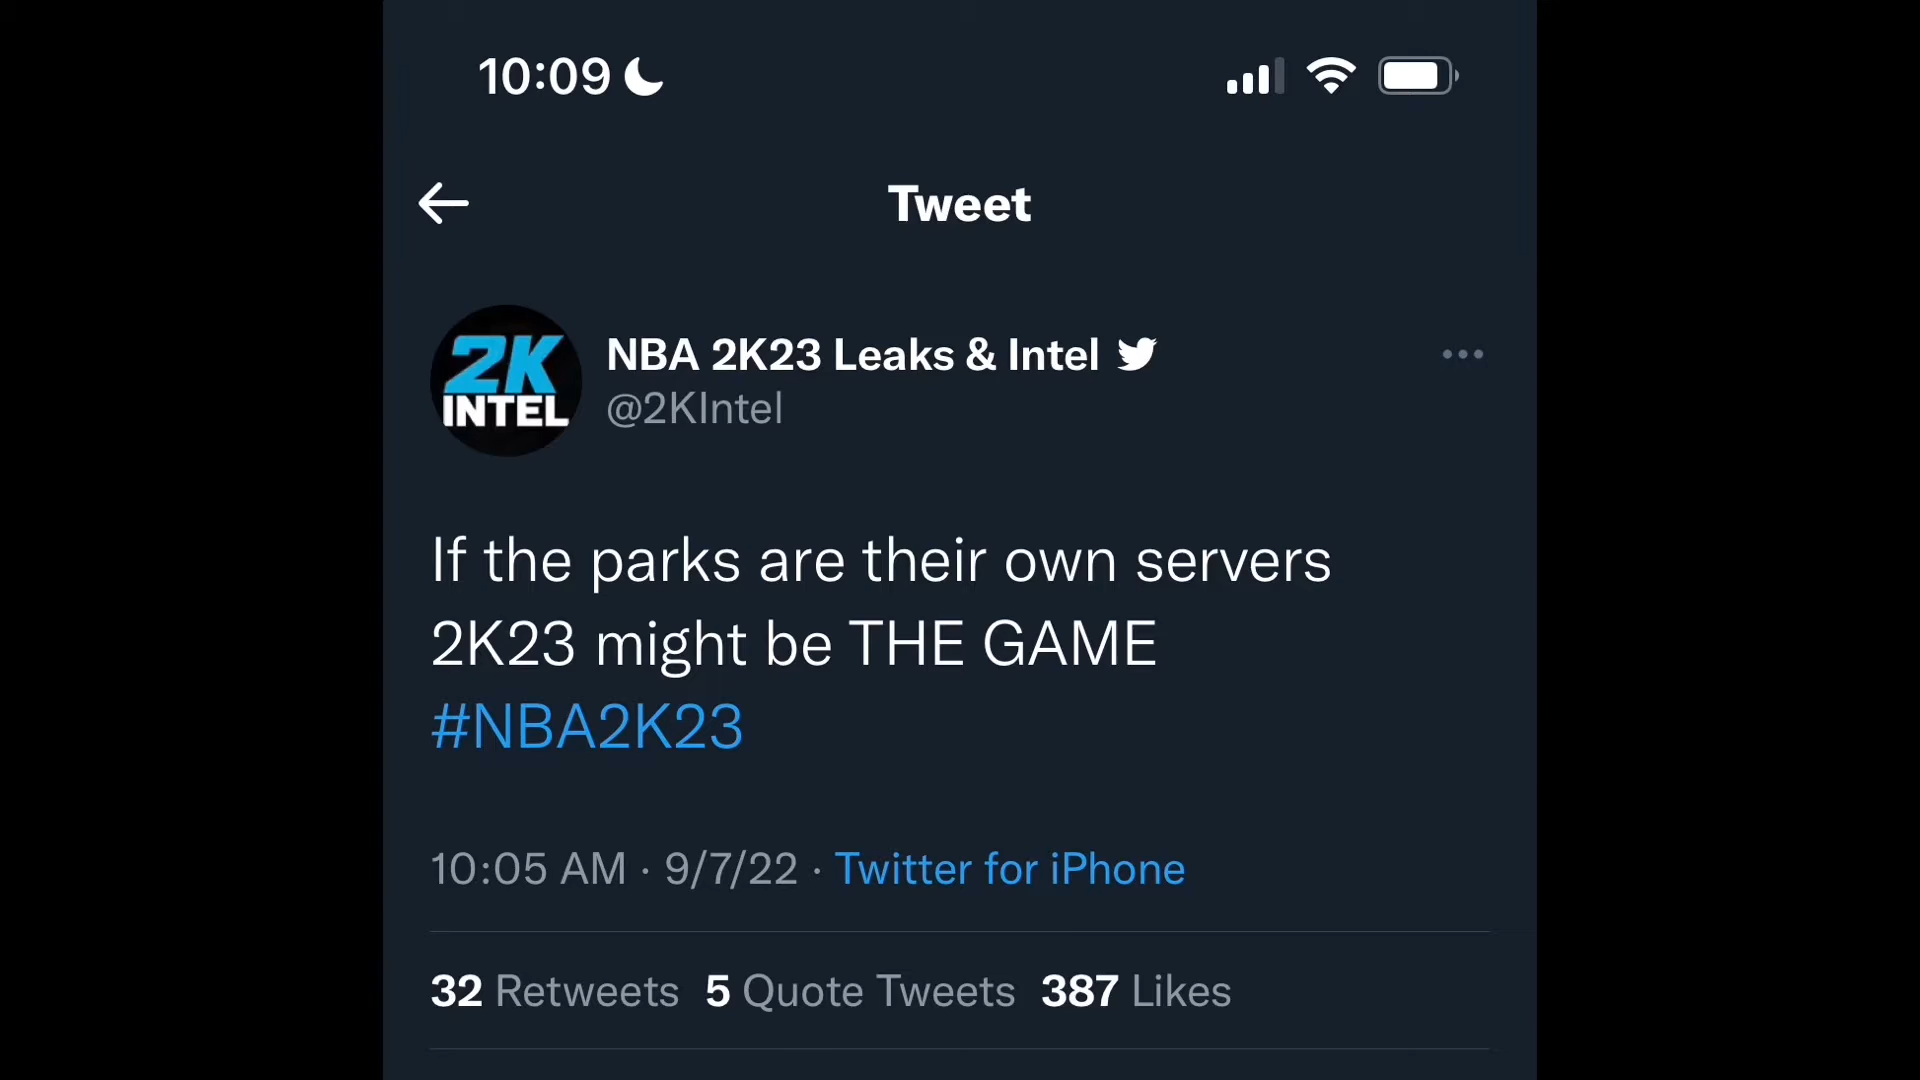 10:09
Tweet
2K
INTEL
NBA 2K23 Leaks & Intel
@2KIntel
If the parks are their own servers
2K23 might be THE GAME
#NBA2K23
10:05 AM · 9/7/22 · Twitter for iPhone
32 Retweets 5 Quote Tweets 387 Likes